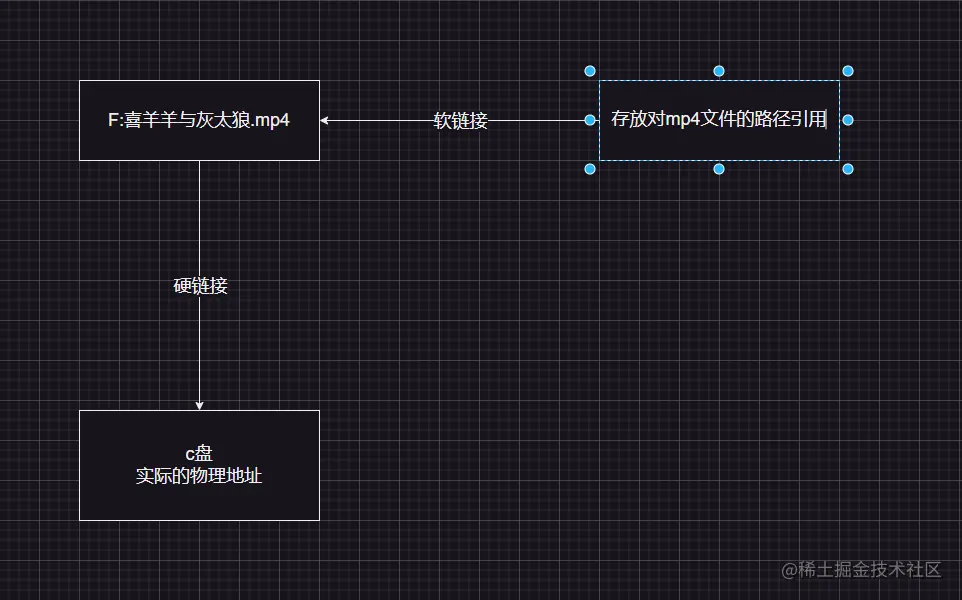 F:喜羊羊与灰太狼.mp4
软链接
存放对mp4文件的路径引用
硬链接
c盘
实际的物理地址
@稀土掘金技术社区